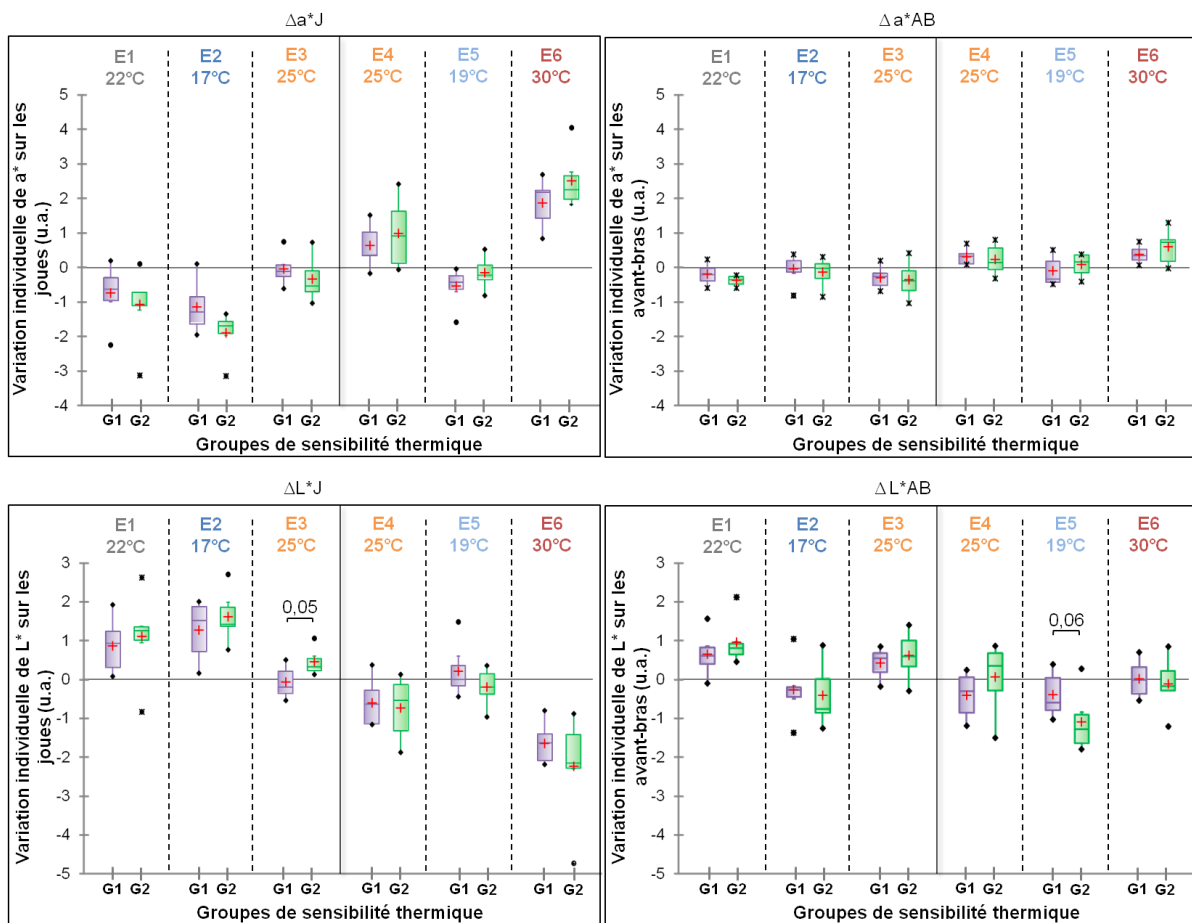 Δa*J
E1 E2 E3 E4 E5 E6
22°C 17°C 25°C 25°C 19°C 30°C
Variation individuelle de a* sur les
joues (u.a.)
5
4
3
2
1
0
-1
-2
-3
-4
G1 G2 G1 G2 G1 G2 G1 G2 G1 G2 G1 G2
Groupes de sensibilité thermique
Δa*AB
E1 E2 E3 E4 E5 E6
22°C 17°C 25°C 25°C 19°C 30°C
Variation individuelle de a* sur les
avant-bras (u.a.)
5
4
3
2
1
0
-1
-2
-3
-4
G1 G2 G1 G2 G1 G2 G1 G2 G1 G2 G1 G2
Groupes de sensibilité thermique
ΔL*J
E1 E2 E3 E4 E5 E6
22°C 17°C 25°C 25°C 19°C 30°C
Variation individuelle de L* sur les
joues (u.a.)
3
2
1
0
-1
-2
-3
-4
-5
0,05
G1 G2 G1 G2 G1 G2 G1 G2 G1 G2 G1 G2
Groupes de sensibilité thermique
ΔL*AB
E1 E2 E3 E4 E5 E6
22°C 17°C 25°C 25°C 19°C 30°C
Variation individuelle de L* sur les
avant-bras (u.a.)
3
2
1
0
-1
-2
-3
-4
-5
0,06
G1 G2 G1 G2 G1 G2 G1 G2 G1 G2 G1 G2
Groupes de sensibilité thermique